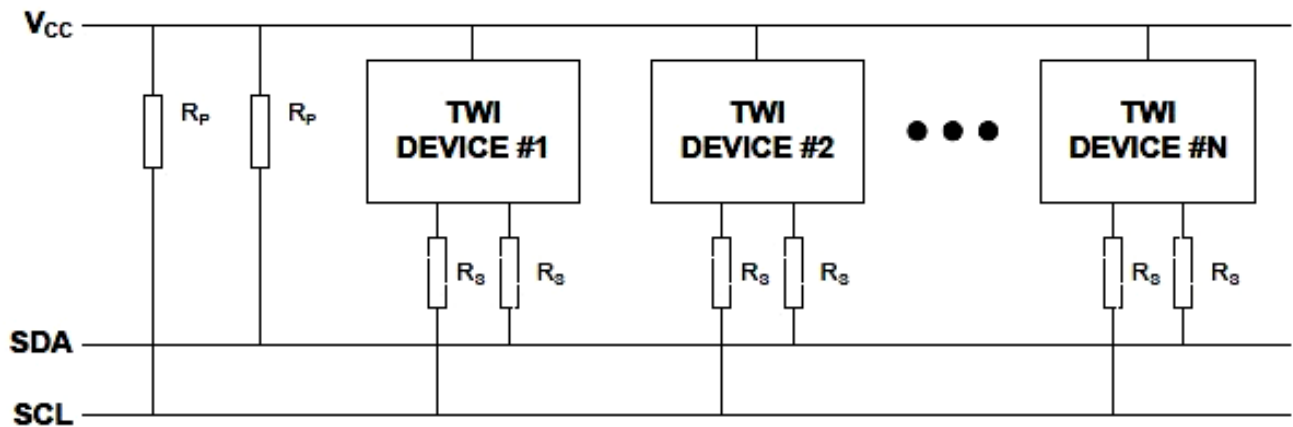 VCC
RP
RP
TWI
DEVICE #1
TWI
DEVICE #2
TWI
DEVICE #N
RS
RS
RS
RS
RS
RS
SDA
SCL